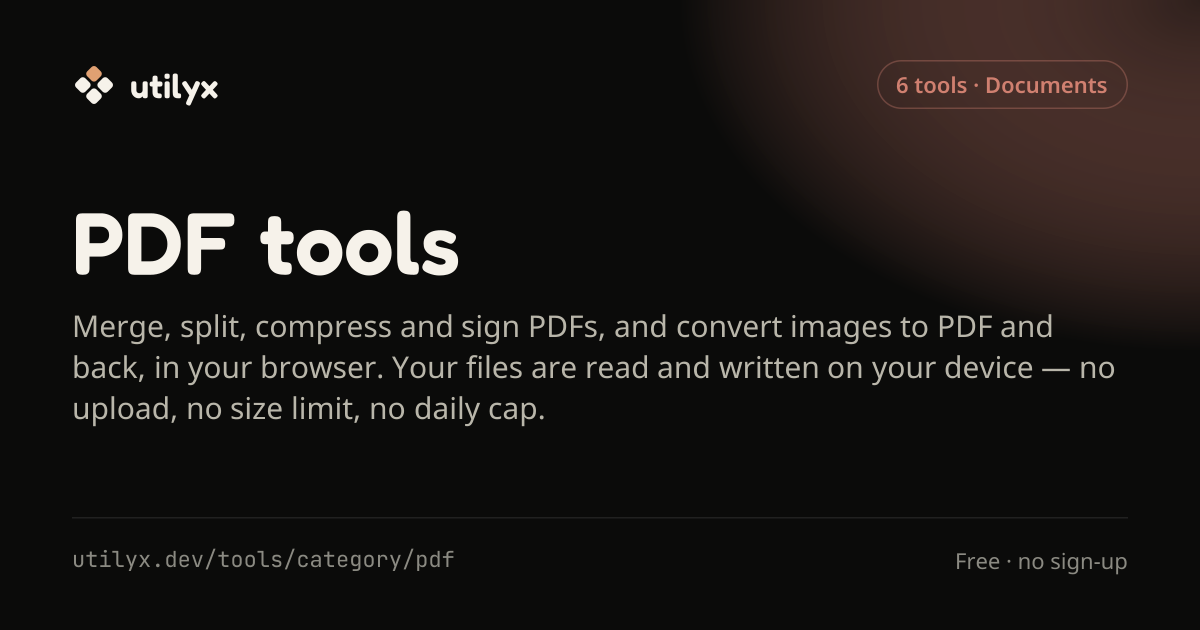 utilyx
6 tools · Documents
PDF tools
Merge, split, compress and sign PDFs, and convert images to PDF and
back, in your browser. Your files are read and written on your device — no
upload, no size limit, no daily cap.
utilyx.dev/tools/category/pdf
Free · no sign-up